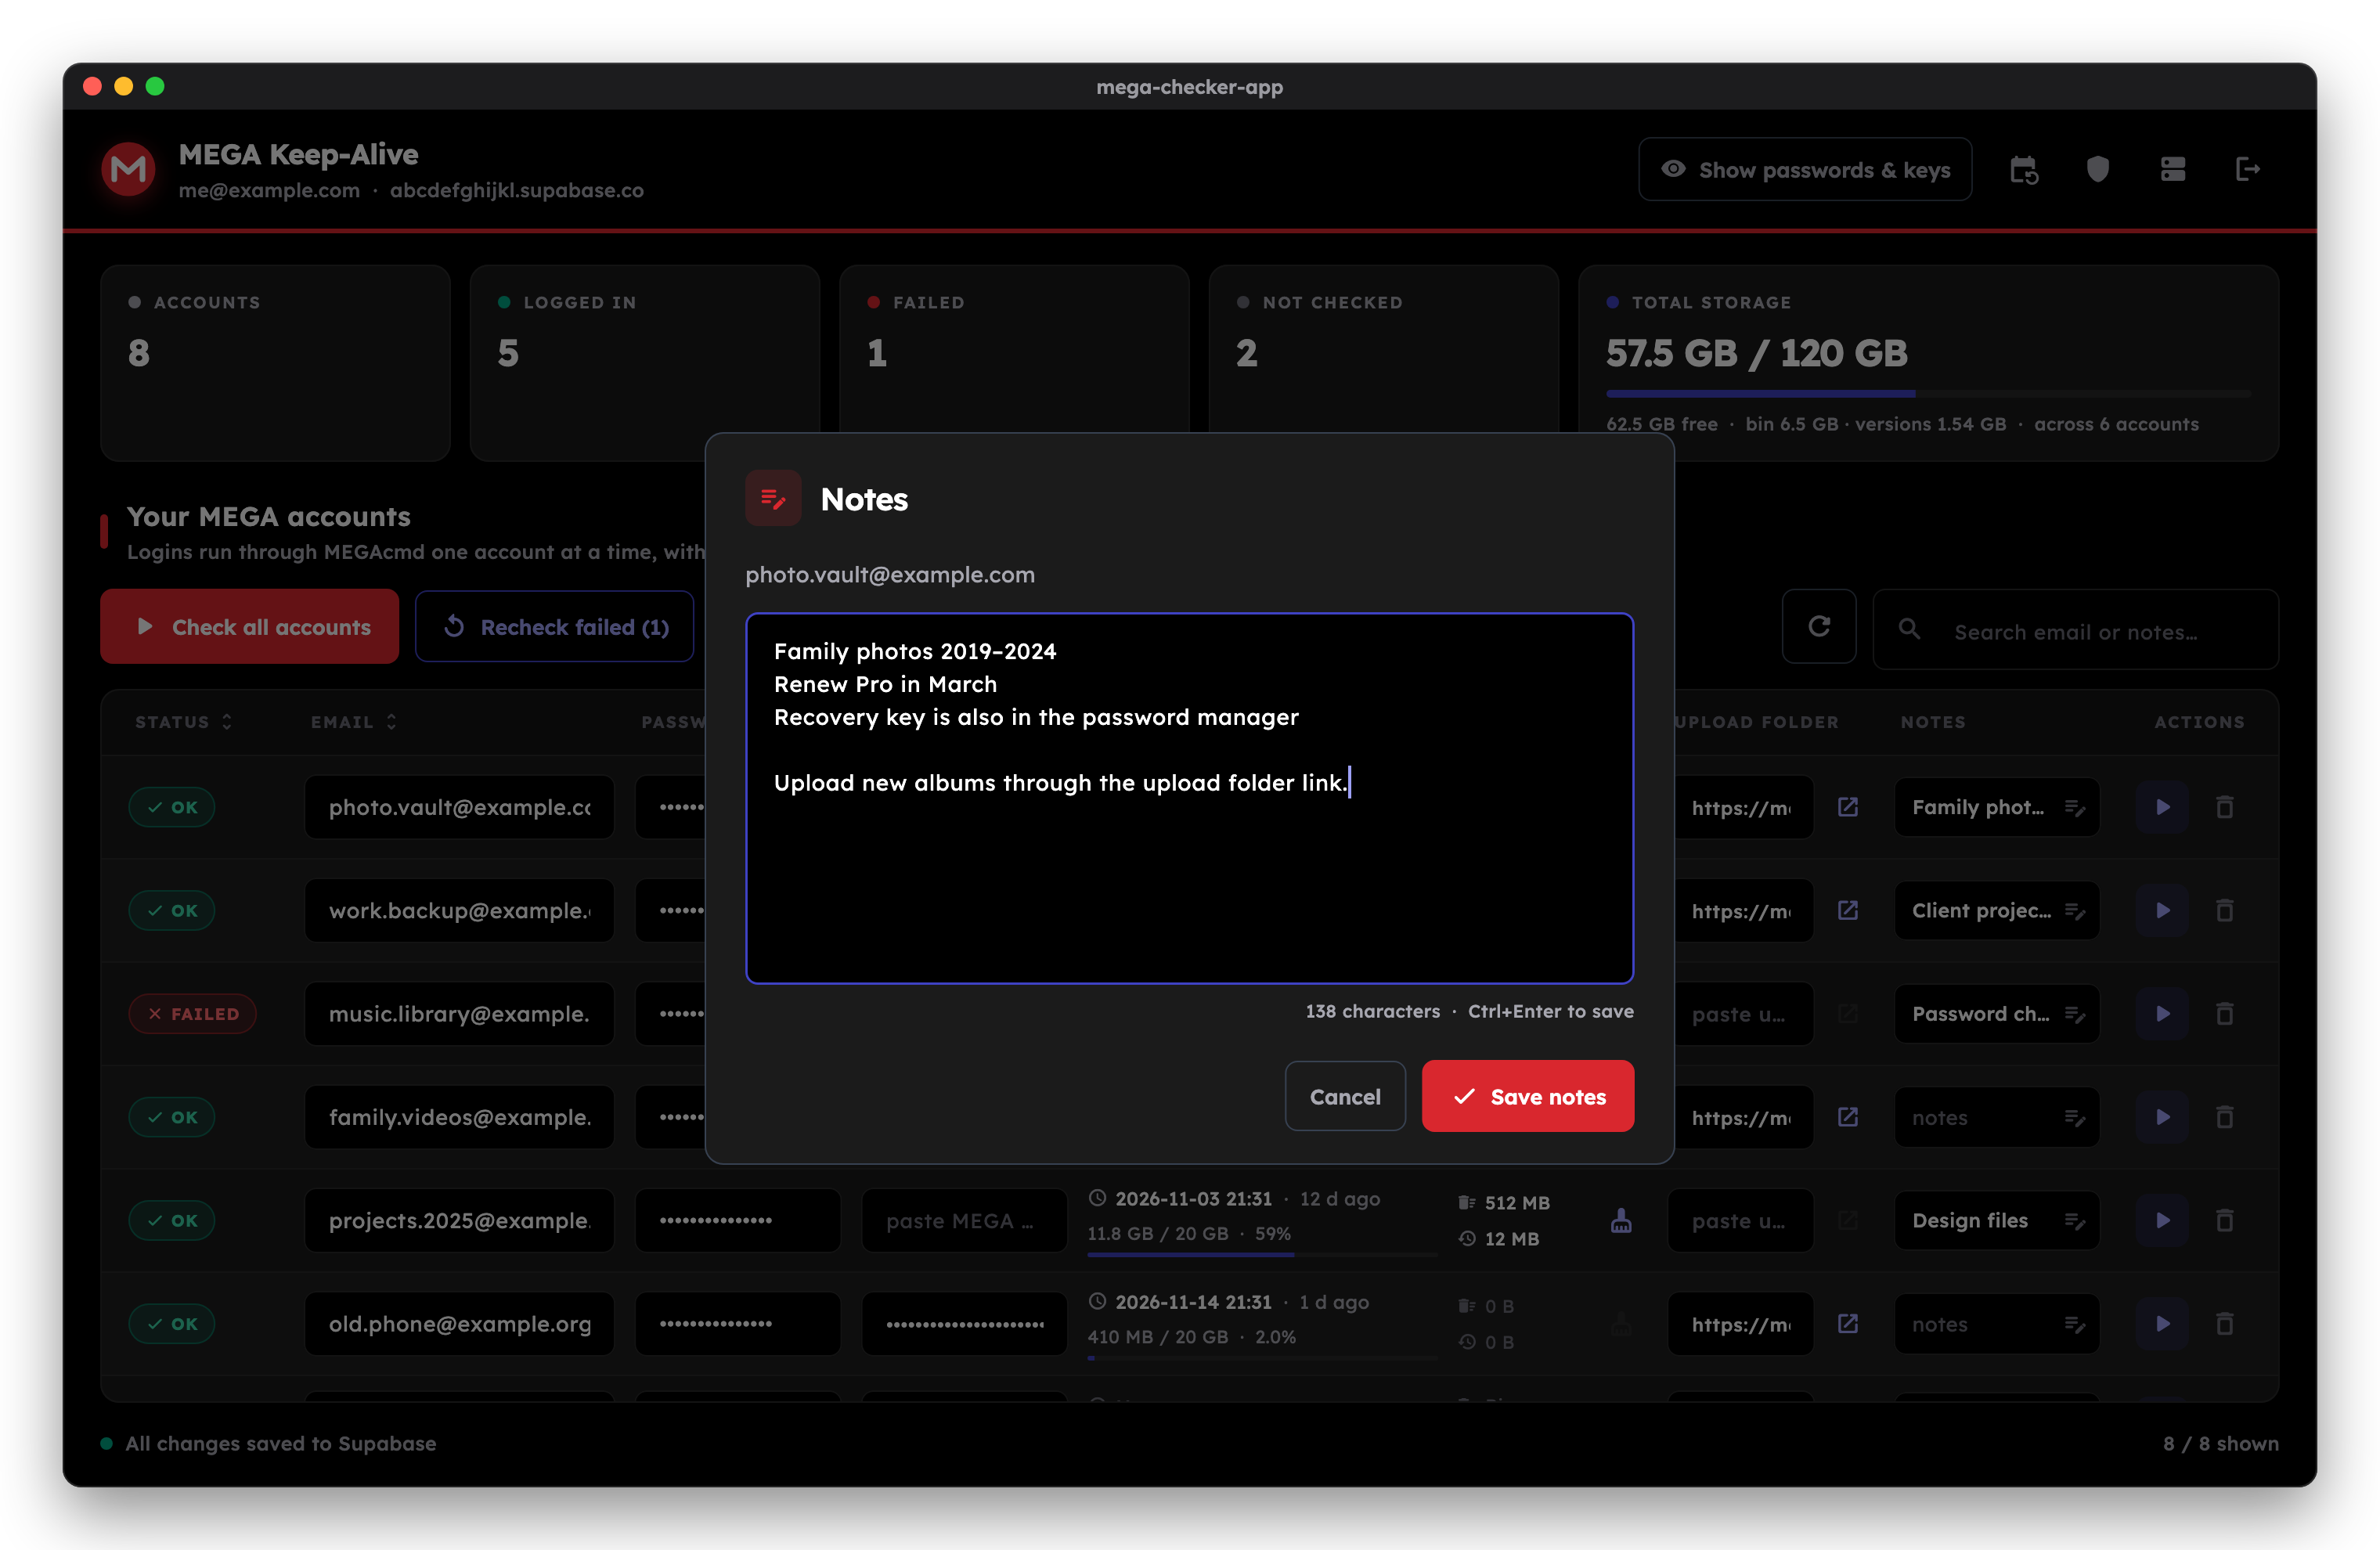 mega-checker-app
MEGA Keep-Alive
me@example.com · abcdefghijkl.supabase.co
Show passwords & keys
ACCOUNTS
8
LOGGED IN
5
FAILED
1
NOT CHECKED
2
TOTAL STORAGE
57.5 GB / 120 GB
62.5 GB free · bin 6.5 GB · versions 1.54 GB · across 6 accounts
Your MEGA accounts
Logins run through MEGAcmd one account at a time, with
Check all accounts
Recheck failed (1)
Search email or notes...
Notes
photo.vault@example.com
Family photos 2019–2024
Renew Pro in March
Recovery key is also in the password manager
Upload new albums through the upload folder link.
138 characters · Ctrl+Enter to save
Cancel
Save notes
STATUS EMAIL PASSW UPLOAD FOLDER NOTES ACTIONS
OK photo.vault@example.co https://m Family phot...
OK work.backup@example. https://m Client projec...
FAILED music.library@example. paste u... Password ch...
OK family.videos@example. https://m notes
OK projects.2025@example. paste MEGA ... 2026-11-03 21:31 · 12 d ago 512 MB paste u... Design files
11.8 GB / 20 GB · 59% 12 MB
OK old.phone@example.org 2026-11-14 21:31 · 1 d ago 0 B https://m notes
410 MB / 20 GB · 2.0% 0 B
All changes saved to Supabase
8 / 8 shown